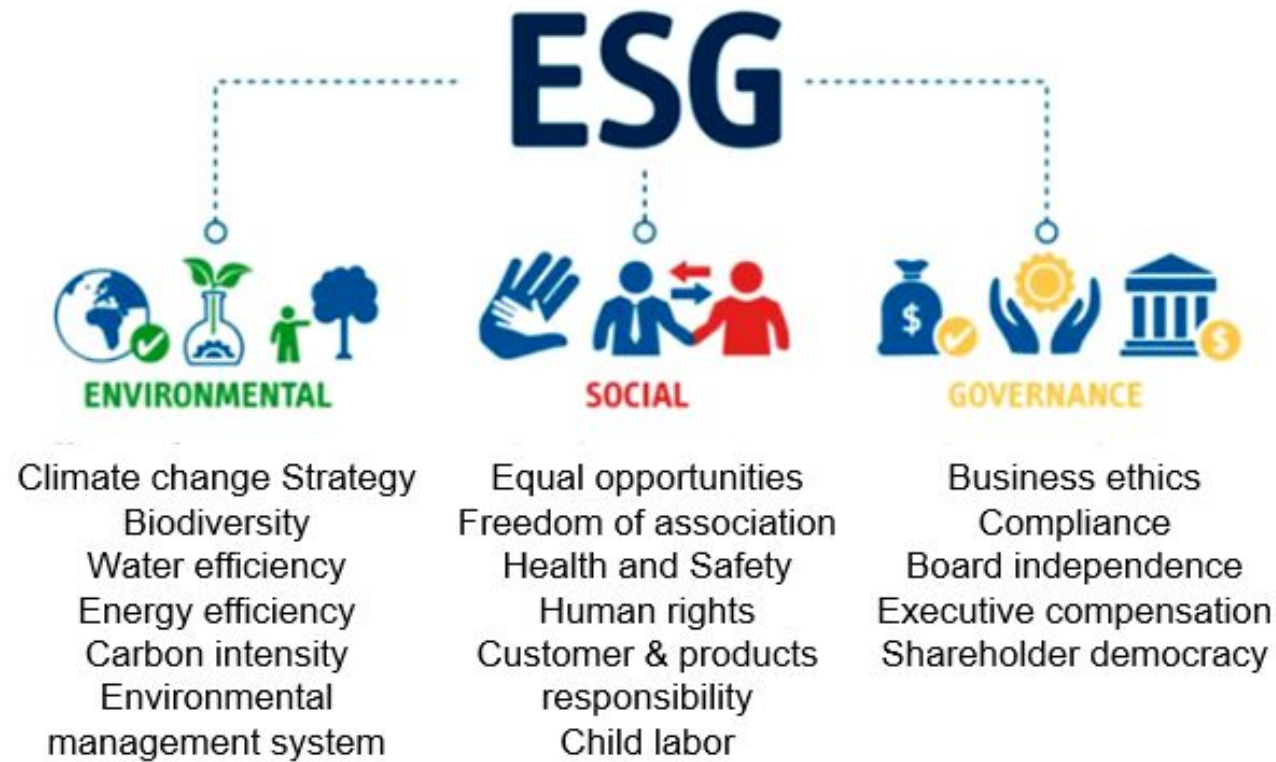 ESG
ENVIRONMENTAL
Climate change Strategy
Biodiversity
Water efficiency
Energy efficiency
Carbon intensity
Environmental
management system
SOCIAL
Equal opportunities
Freedom of association
Health and Safety
Human rights
Customer & products
responsibility
Child labor
GOVERNANCE
Business ethics
Compliance
Board independence
Executive compensation
Shareholder democracy
$
$